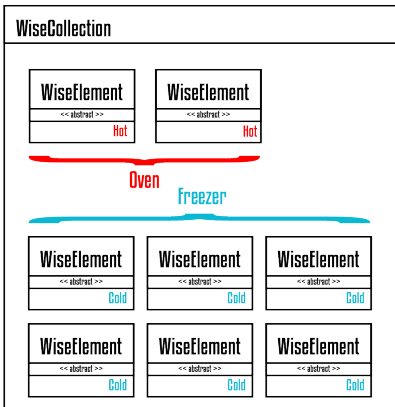 WiseCollection
WiseElement WiseElement
<< abstract >> << abstract >>
Hot Hot
Oven
Freezer
WiseElement WiseElement WiseElement
<< abstract >> << abstract >> << abstract >>
Cold Cold Cold
WiseElement WiseElement WiseElement
<< abstract >> << abstract >> << abstract >>
Cold Cold Cold